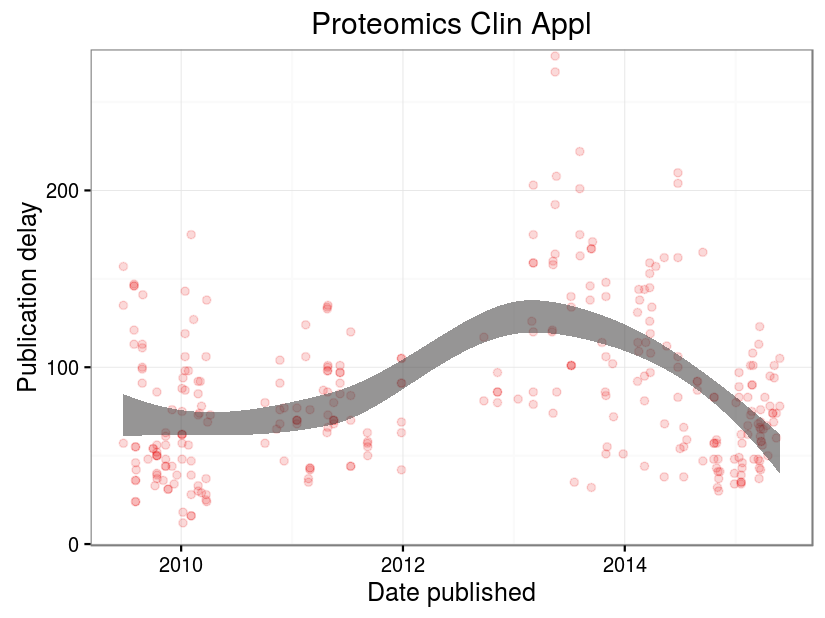 Proteomics Clin Appl
Publication delay
200
100
0
2010 2012 2014
Date published